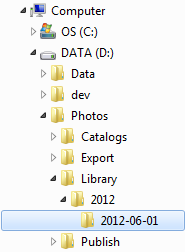 Computer
OS (C:)
DATA (D:)
Data
dev
Photos
Catalogs
Export
Library
2012
2012-06-01
Publish